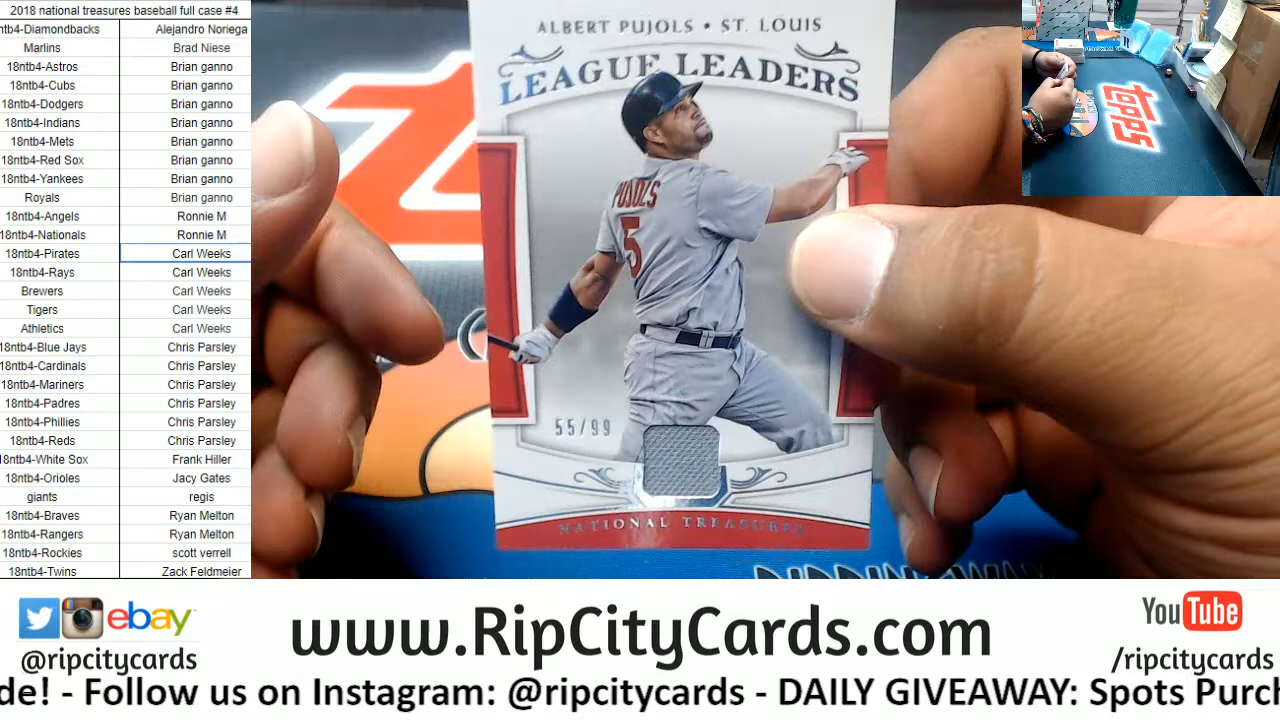 2018 national treasures baseball full case #4
ntb4-Diamondbacks Alejandro Noriega
Marlins Brad Niese
18ntb4-Astros Brian ganno
18ntb4-Cubs Brian ganno
18ntb4-Dodgers Brian ganno
18ntb4-Indians Brian ganno
18ntb4-Mets Brian ganno
18ntb4-Red Sox Brian ganno
18ntb4-Yankees Brian ganno
Royals Brian ganno
18ntb4-Angels Ronnie M
18ntb4-Nationals Ronnie M
18ntb4-Pirates Carl Weeks
18ntb4-Rays Carl Weeks
Brewers Carl Weeks
Tigers Carl Weeks
Athletics Carl Weeks
18ntb4-Blue Jays Chris Parsley
18ntb4-Cardinals Chris Parsley
18ntb4-Mariners Chris Parsley
18ntb4-Padres Chris Parsley
18ntb4-Phillies Chris Parsley
18ntb4-Reds Chris Parsley
18ntb4-White Sox Frank Hiller
18ntb4-Orioles Jacy Gates
giants regis
18ntb4-Braves Ryan Melton
18ntb4-Rangers Ryan Melton
18ntb4-Rockies scott verrell
18ntb4-Twins Zack Feldmeier
ALBERT PUJOLS • ST. LOUIS
LEAGUE LEADERS
PUJOLS
5
55/99
NATIONAL TREASURES
topps
ebay
@ripcitycards
www.RipCityCards.com
YouTube
/ripcitycards
de! - Follow us on Instagram: @ripcitycards - DAILY GIVEAWAY: Spots Purch